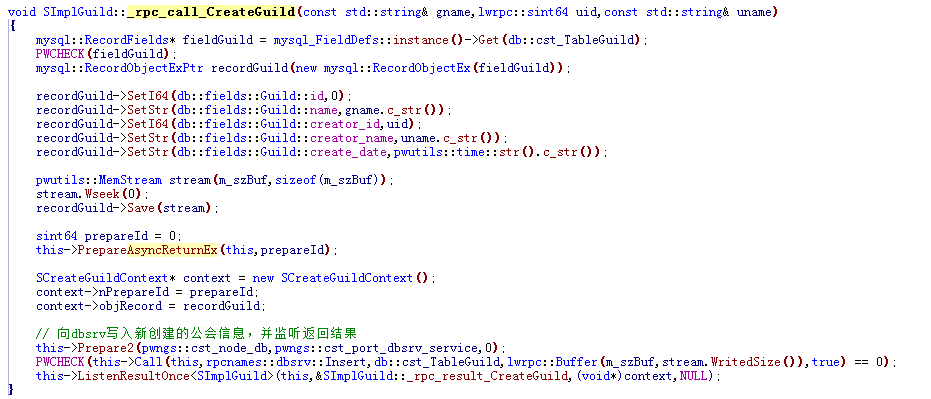 void SImplGuild::_rpc_call_CreateGuild(const std::string& gname,lwrpc::sint64 uid,const std::string& uname)
{
    mysql::RecordFields* fieldGuild = mysql_FieldDefs::instance()->Get(db::cst_TableGuild);
    PWCHECK(fieldGuild);
    mysql::RecordObjectExPtr recordGuild(new mysql::RecordObjectEx(fieldGuild));

    recordGuild->SetI64(db::fields::Guild::id,0);
    recordGuild->SetStr(db::fields::Guild::name,gname.c_str());
    recordGuild->SetI64(db::fields::Guild::creator_id,uid);
    recordGuild->SetStr(db::fields::Guild::creator_name,uname.c_str());
    recordGuild->SetStr(db::fields::Guild::create_date,pwutils::time::str().c_str());

    pwutils::MemStream stream(m_szBuf,sizeof(m_szBuf));
    stream.Wseek(0);
    recordGuild->Save(stream);

    sint64 prepareId = 0;
    this->PrepareAsyncReturnEx(this,prepareId);

    SCreateGuildContext* context = new SCreateGuildContext();
    context->nPrepareId = prepareId;
    context->objRecord = recordGuild;

    // 向dbsrv写入新创建的公会信息，并监听返回结果
    this->Prepare2(pwngs::cst_node_db,pwngs::cst_port_dbsrv_service,0);
    PWCHECK(this->Call(this,rpcnames::dbsrv::Insert,db::cst_TableGuild,lwrpc::Buffer(m_szBuf,stream.WritedSize()),true) == 0);
    this->ListenResultOnce<SImplGuild>(this,&SImplGuild::_rpc_result_CreateGuild,(void*)context,NULL);
}